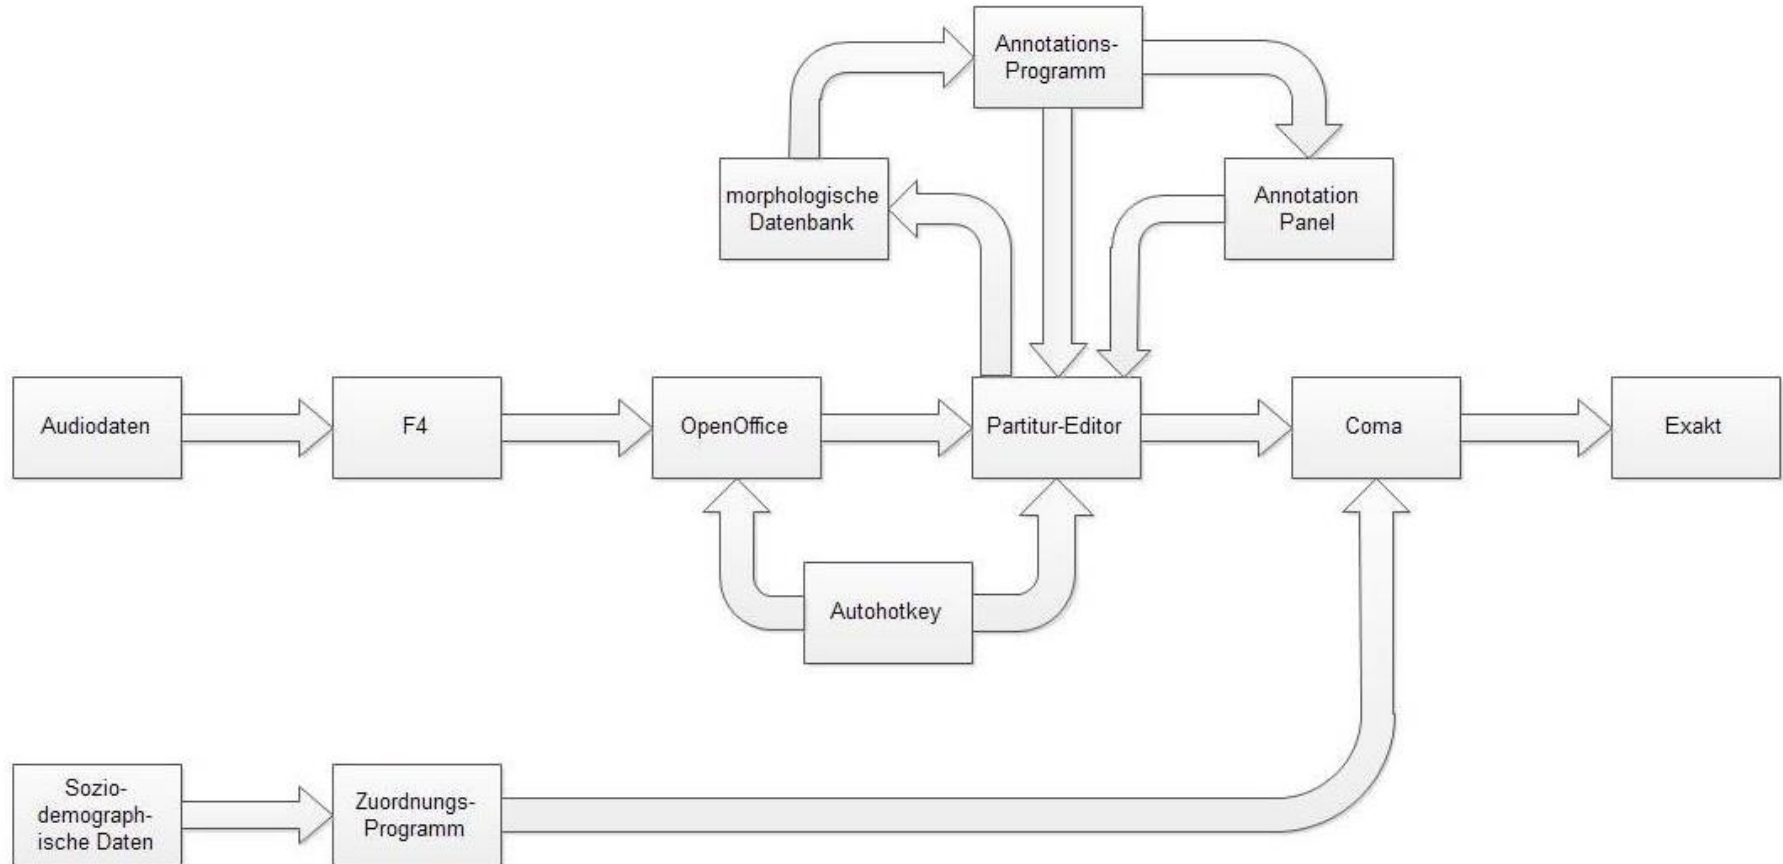 Annotations-
Programm
morphologische
Datenbank
Annotation
Panel
Audiodaten
F4
OpenOffice
Partitur-Editor
Coma
Exakt
Autohotkey
Sozio-
demograph-
ische Daten
Zuordnungs-
Programm